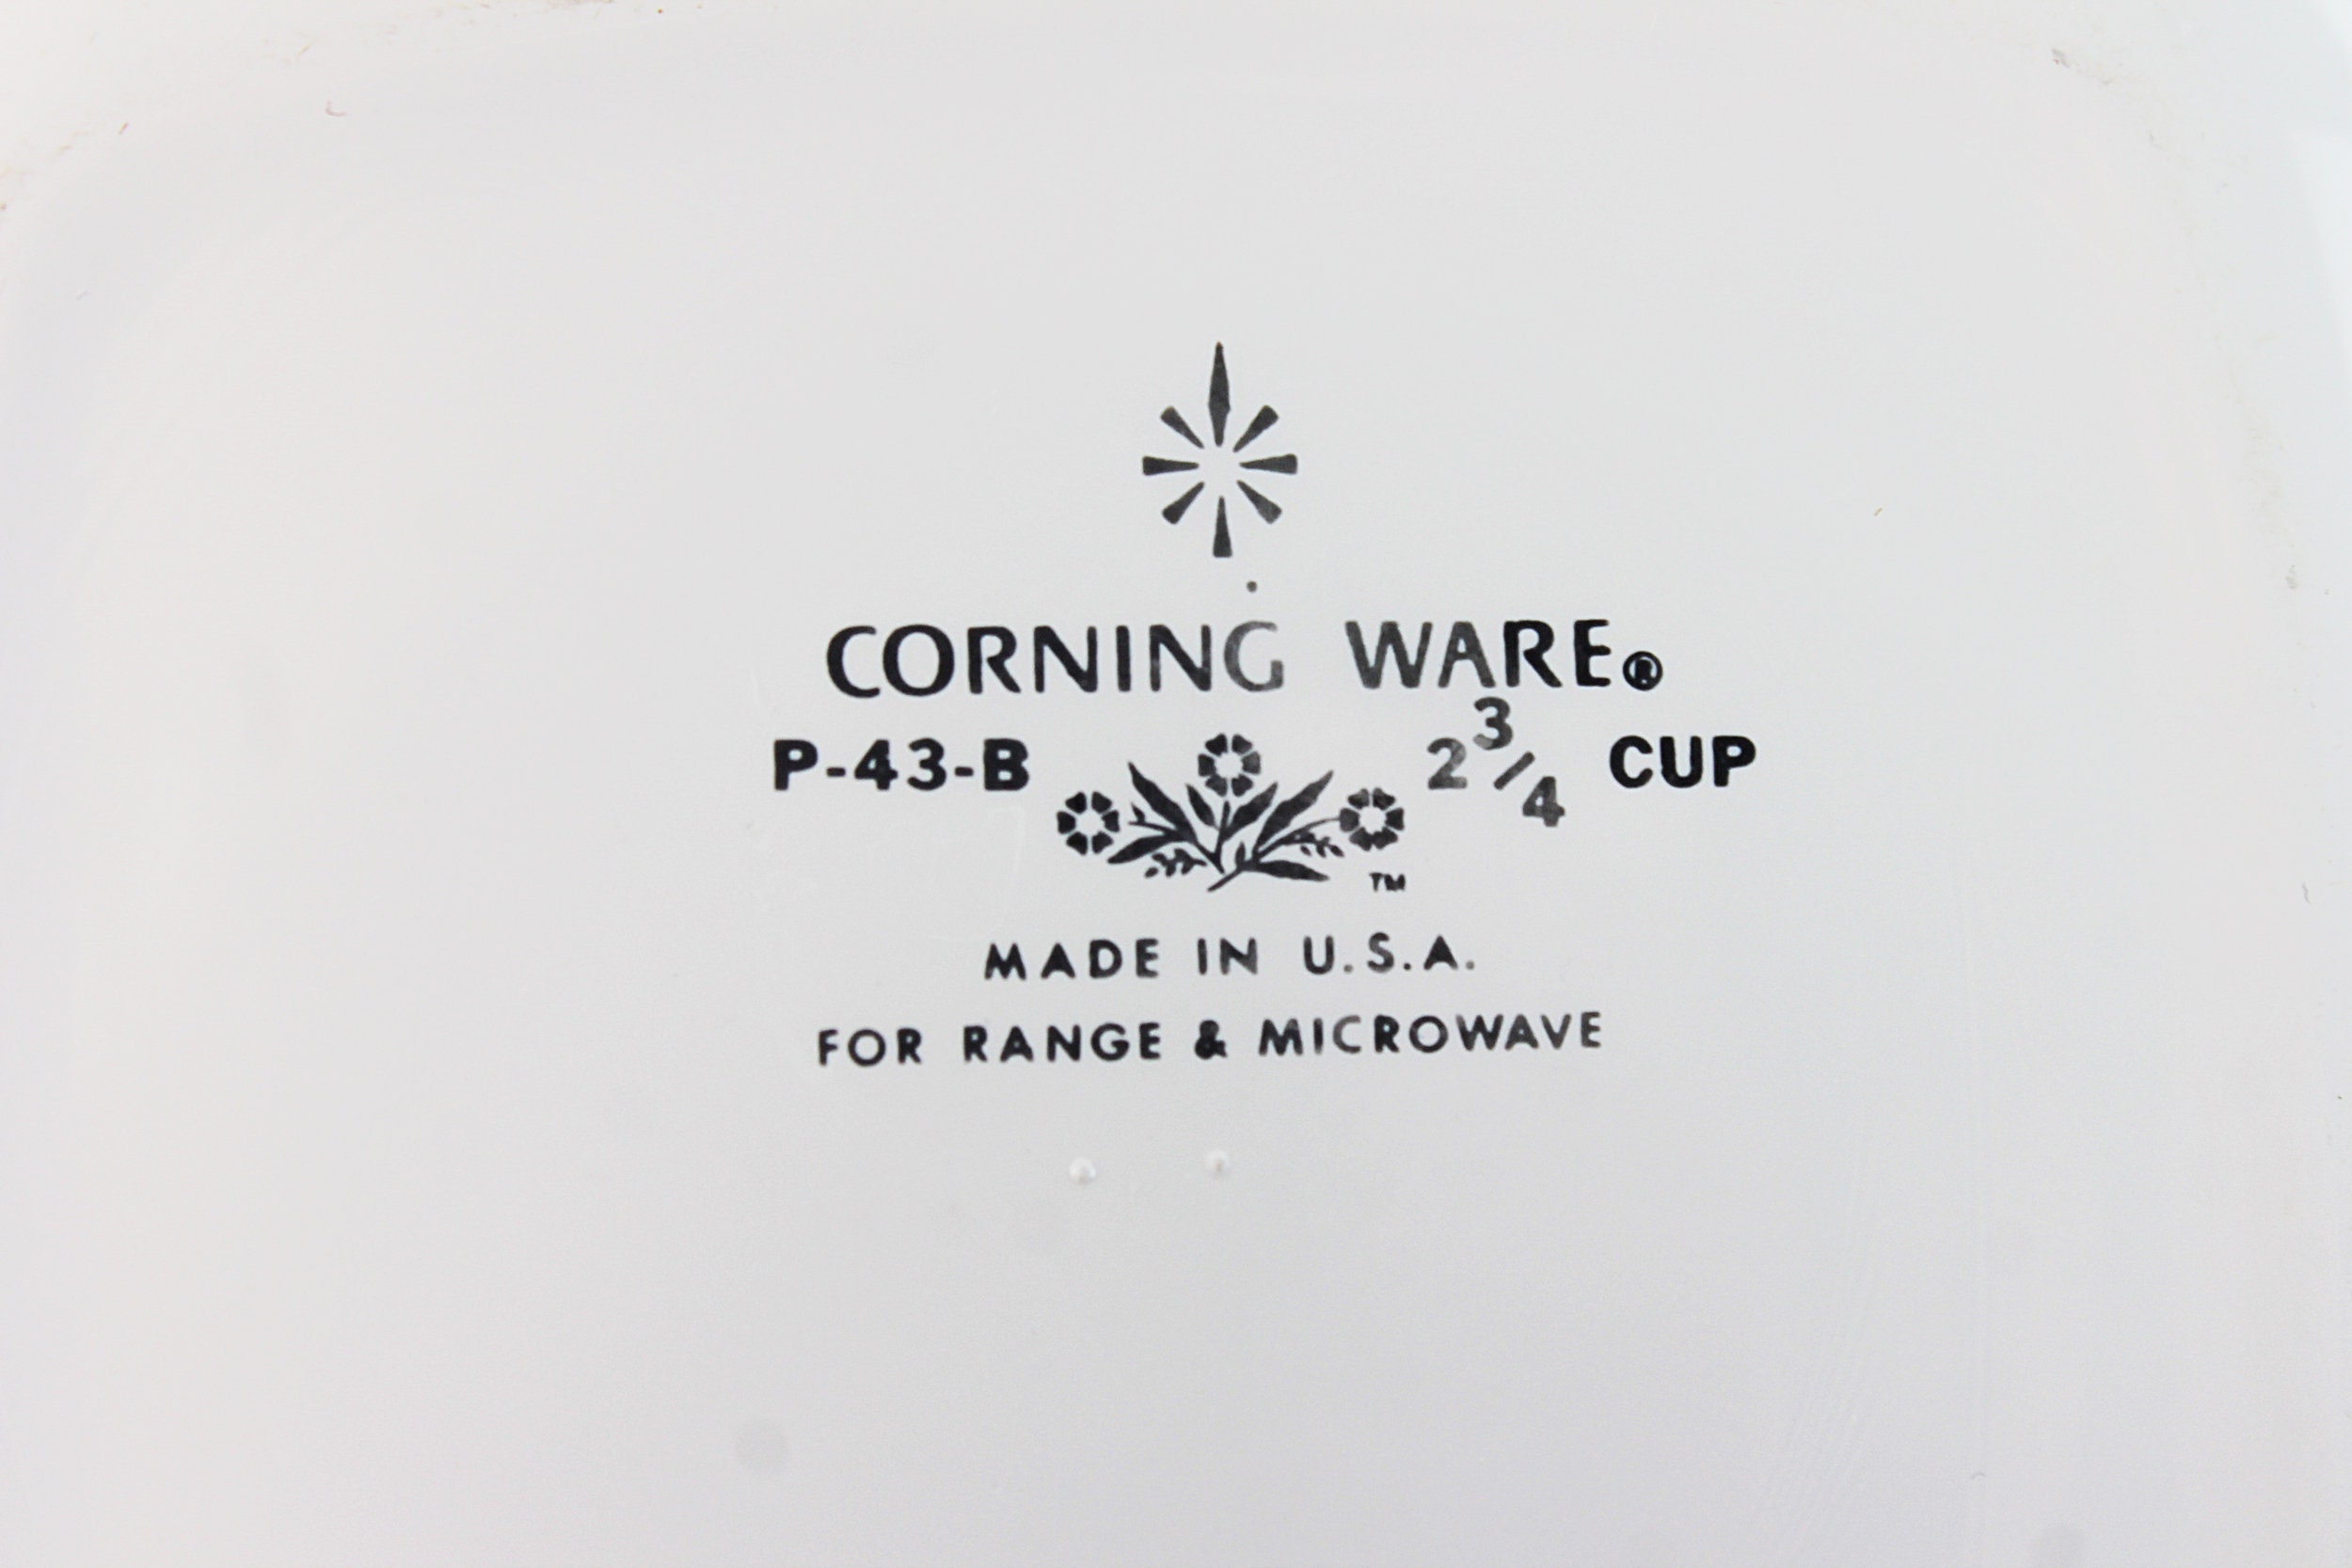 CORNING WARE®
P-43-B 2 3/4 CUP
TM
MADE IN U.S.A.
FOR RANGE & MICROWAVE